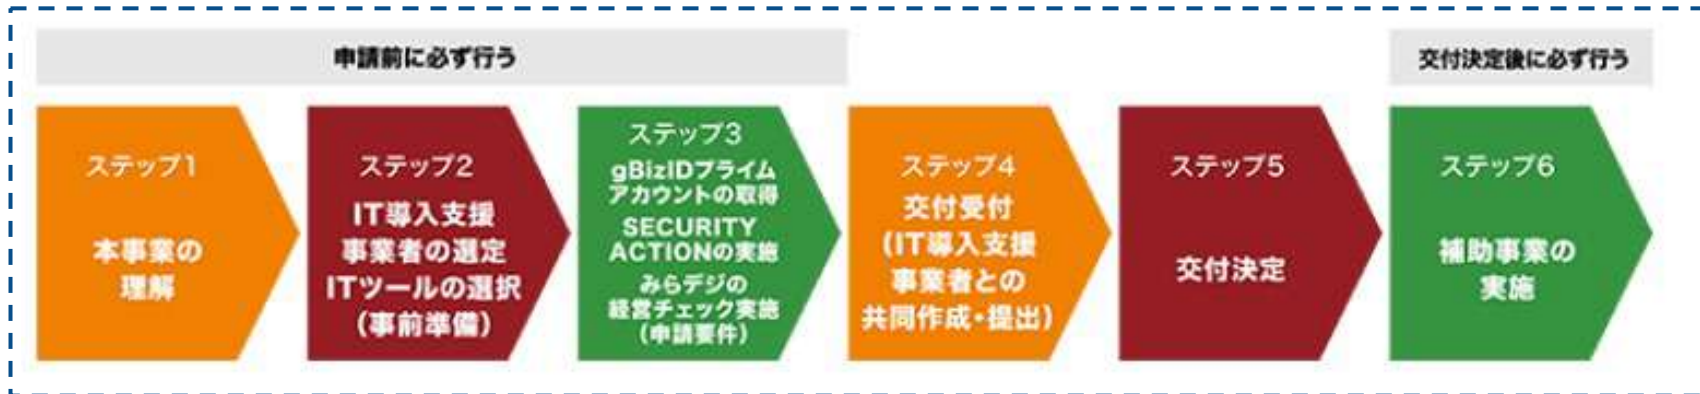 申請前に必ず行う
交付決定後に必ず行う
ステップ1
本事業の
理解
ステップ2
IT導入支援
事業者の選定
ITツールの選択
（事前準備）
ステップ3
gBizIDプライム
アカウントの取得
SECURITY
ACTIONの実施
みらデジの
経営チェック実施
（申請要件）
ステップ4
交付受付
（IT導入支援
事業者との
共同作成・提出）
ステップ5
交付決定
ステップ6
補助事業の
実施